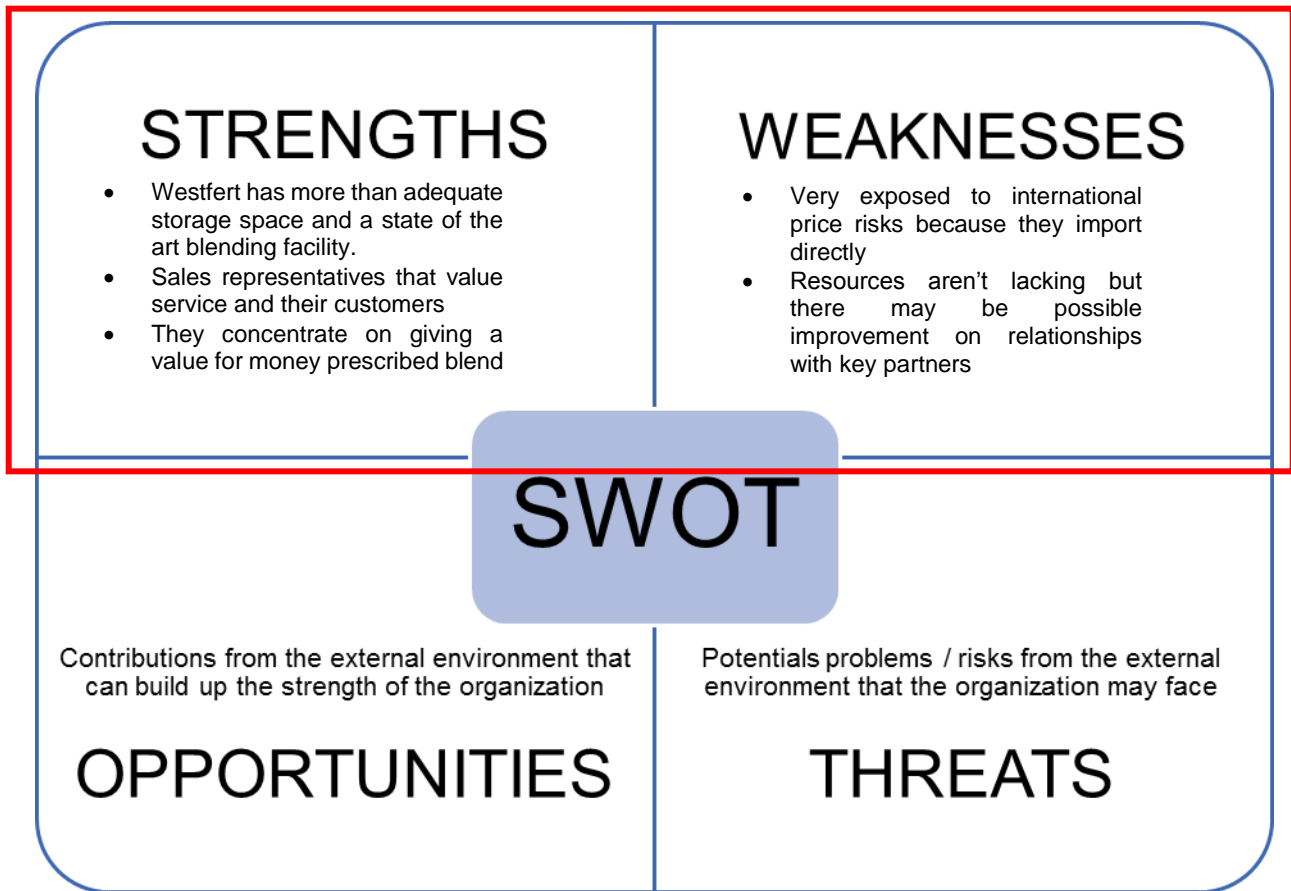 STRENGTHS
• Westfert has more than adequate
storage space and a state of the
art blending facility.
• Sales representatives that value
service and their customers
• They concentrate on giving a
value for money prescribed blend
WEAKNESSES
• Very exposed to international
price risks because they import
directly
• Resources aren’t lacking but
there may be possible
improvement on relationships
with key partners
SWOT
Contributions from the external environment that
can build up the strength of the organization
OPPORTUNITIES
Potentials problems / risks from the external
environment that the organization may face
THREATS